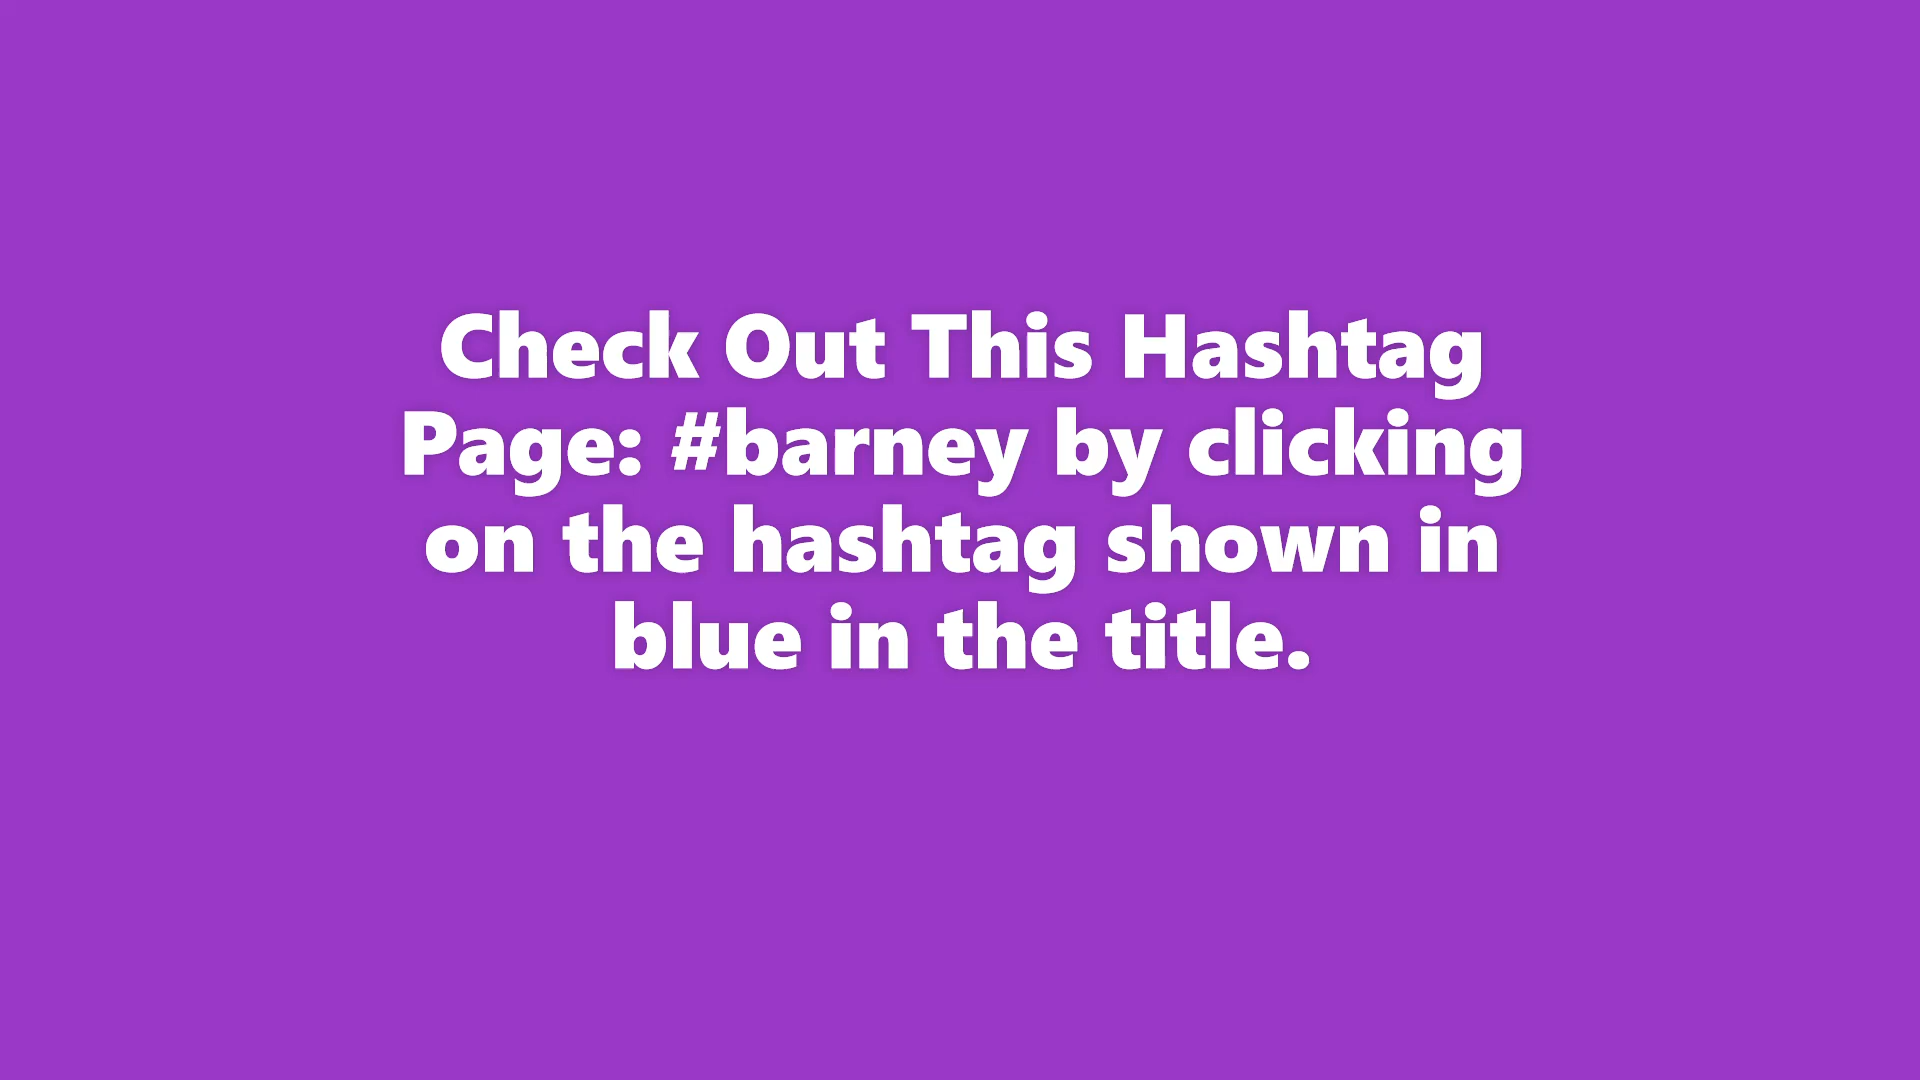 Check Out This Hashtag
Page: #barney by clicking
on the hashtag shown in
blue in the title.